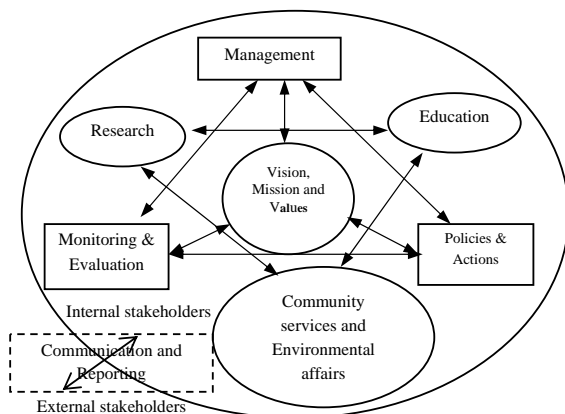 Management
Research
Education
Vision,
Mission and
Values
Monitoring &
Evaluation
Policies &
Actions
Internal stakeholders
Community
services and
Environmental
affairs
Communication and
Reporting
External stakeholders